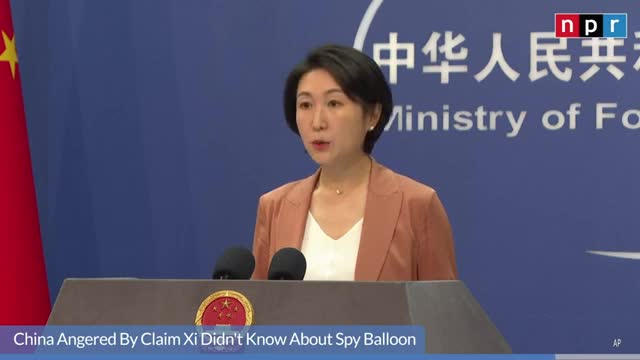 npr
中华人民共和
Ministry of Fo
China Angered By Claim Xi Didn't Know About Spy Balloon
AP